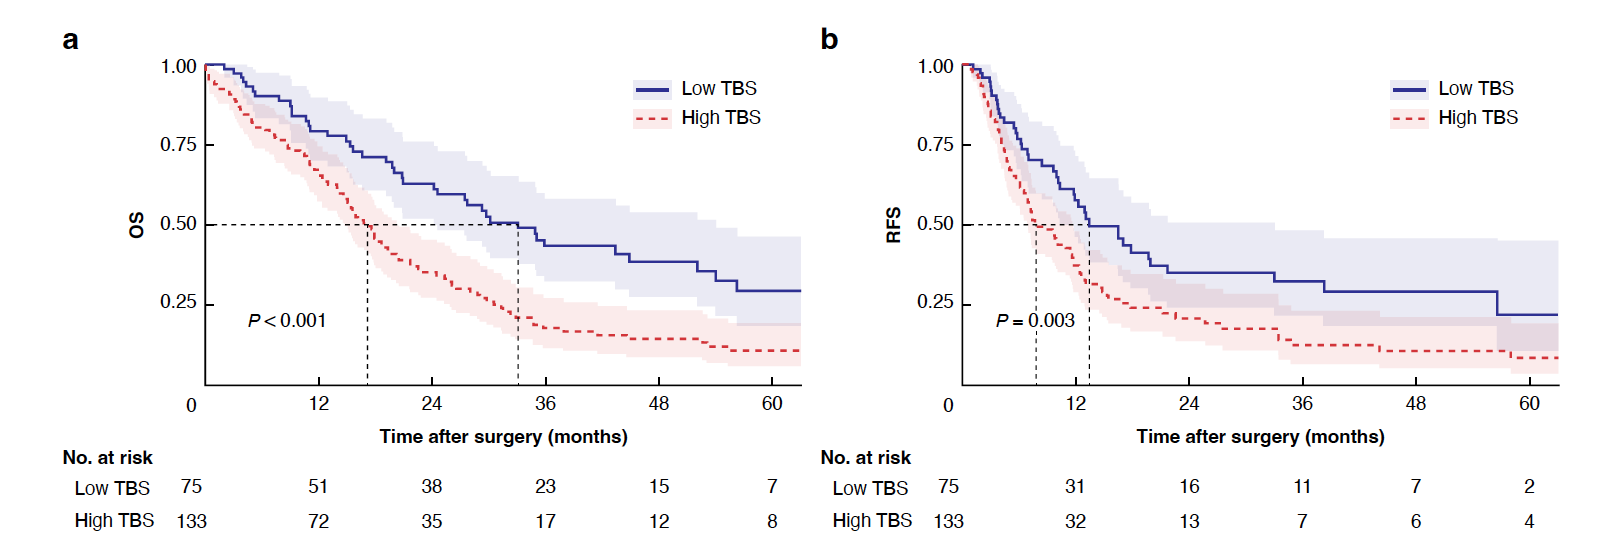 a
1.00
0.75
0.50
0.25
0
OS
Low TBS
High TBS
P < 0.001
12 24 36 48 60
Time after surgery (months)
No. at risk
Low TBS 75 51 38 23 15 7
High TBS 133 72 35 17 12 8
b
1.00
0.75
0.50
0.25
0
RFS
Low TBS
High TBS
P = 0.003
12 24 36 48 60
Time after surgery (months)
No. at risk
Low TBS 75 31 16 11 7 2
High TBS 133 32 13 7 6 4